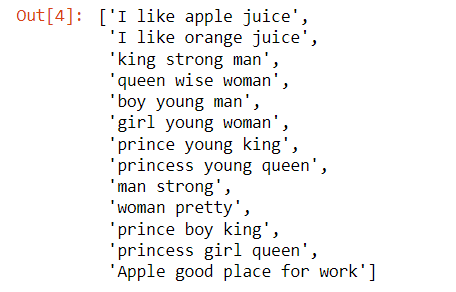 Out[4]: ['I like apple juice',
'I like orange juice',
'king strong man',
'queen wise woman',
'boy young man',
'girl young woman',
'prince young king',
'princess young queen',
'man strong',
'woman pretty',
'prince boy king',
'princess girl queen',
'Apple good place for work']